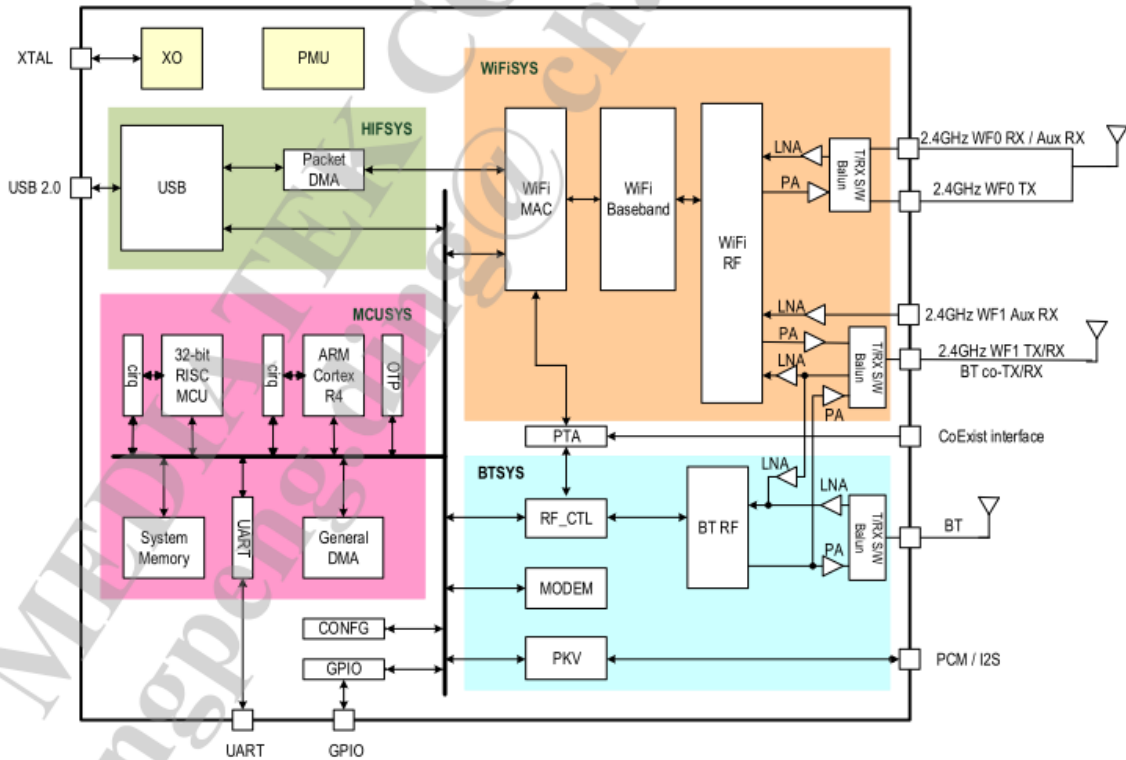 XTAL
XO
PMU
WiFiSYS
HIFSYS
USB 2.0
USB
Packet
DMA
WiFi
MAC
WiFi
Baseband
WiFi
RF
LNA
PA
T/RX S/W
Balun
2.4GHz WF0 RX / Aux RX
2.4GHz WF0 TX
LNA
PA
LNA
PA
T/RX S/W
Balun
2.4GHz WF1 Aux RX
2.4GHz WF1 TX/RX
BT co-TX/RX
MCUSYS
cirq
32-bit
RISC
MCU
cirq
ARM
Cortex
R4
OTP
System
Memory
UART
General
DMA
PTA
CoExist interface
BTSYS
RF_CTL
BT RF
LNA
LNA
PA
T/RX S/W
Balun
BT
MODEM
PKV
PCM / I2S
CONFG
GPIO
UART
GPIO
MEDIATEK